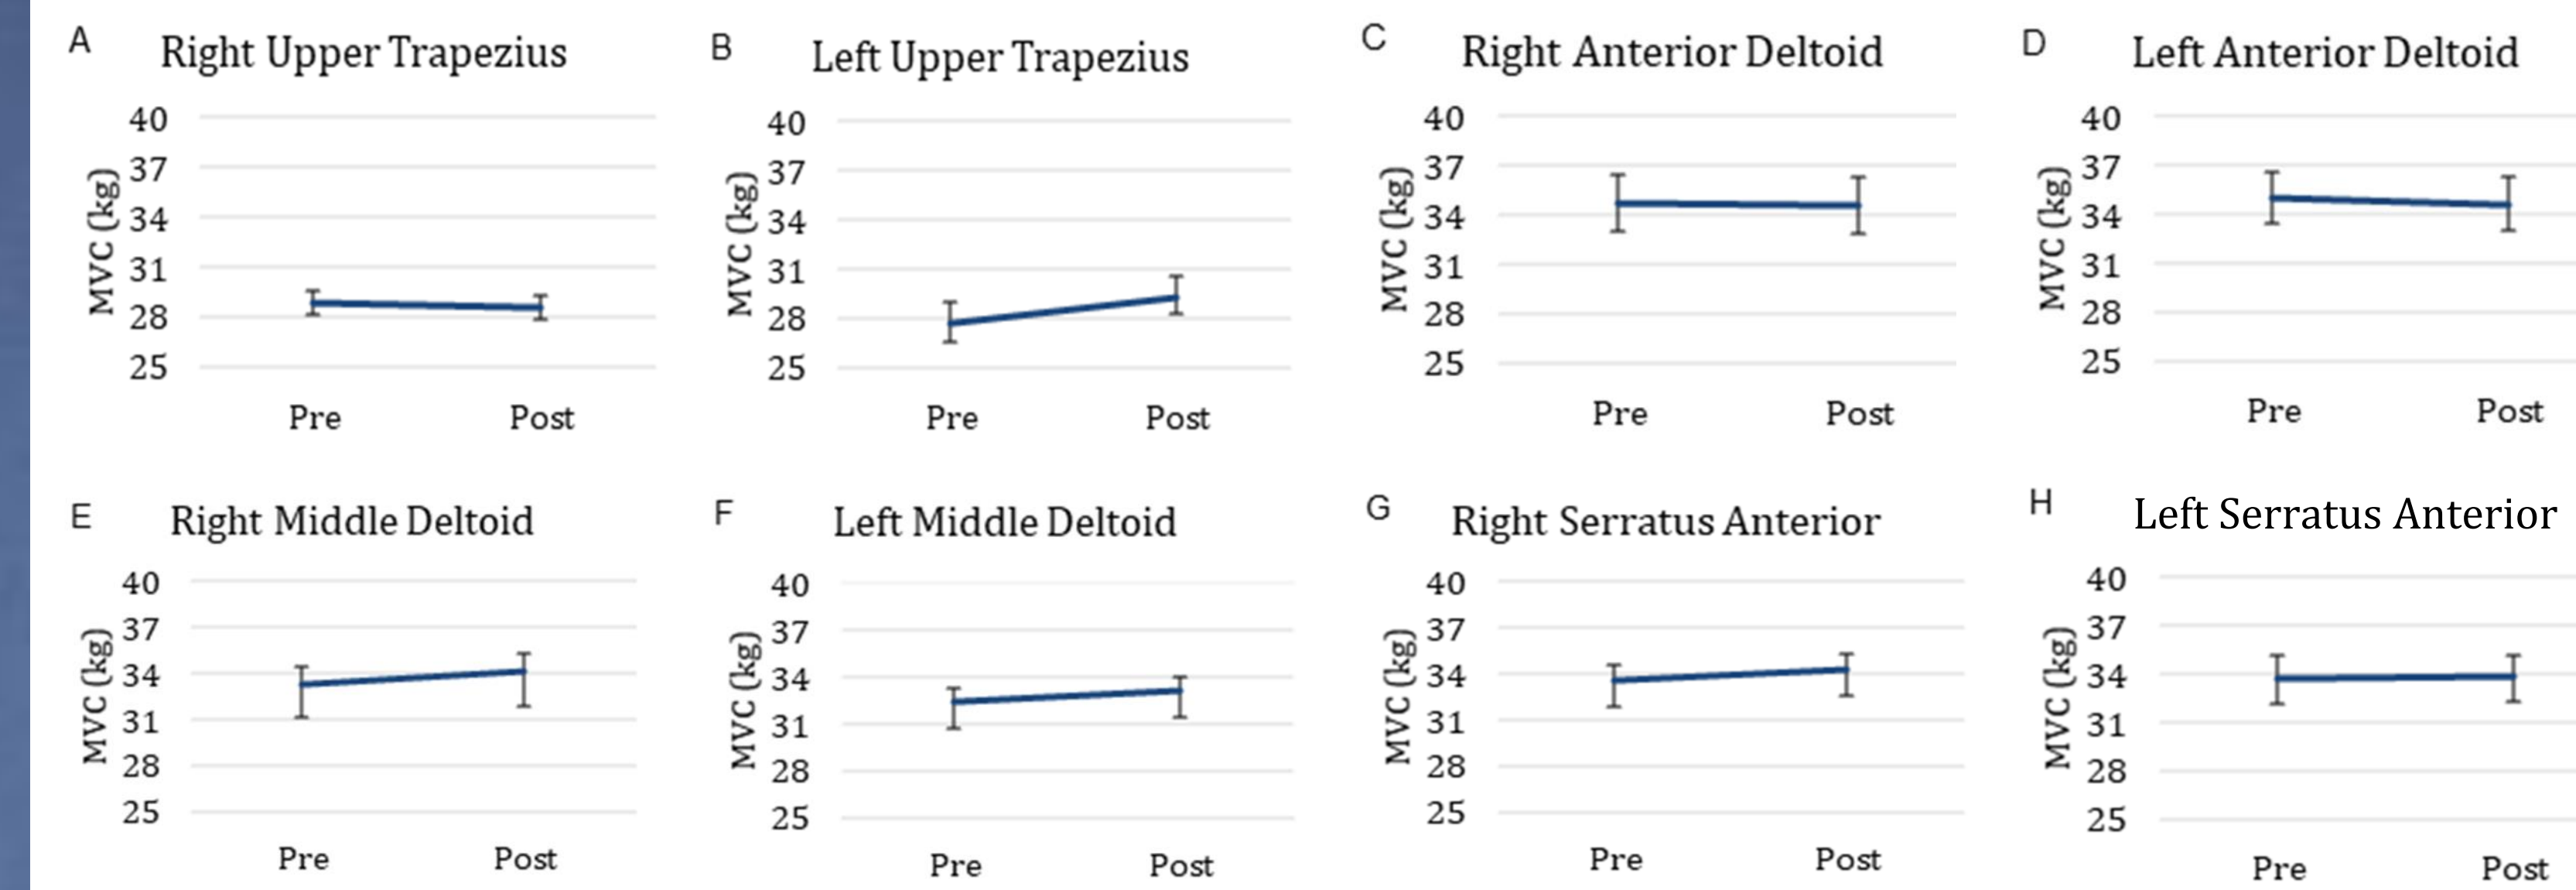 A
Right Upper Trapezius
MVC (kg)
40
37
34
31
28
25
Pre Post
B
Left Upper Trapezius
MVC (kg)
40
37
34
31
28
25
Pre Post
C
Right Anterior Deltoid
MVC (kg)
40
37
34
31
28
25
Pre Post
D
Left Anterior Deltoid
MVC (kg)
40
37
34
31
28
25
Pre Post
E
Right Middle Deltoid
MVC (kg)
40
37
34
31
28
25
Pre Post
F
Left Middle Deltoid
MVC (kg)
40
37
34
31
28
25
Pre Post
G
Right Serratus Anterior
MVC (kg)
40
37
34
31
28
25
Pre Post
H
Left Serratus Anterior
MVC (kg)
40
37
34
31
28
25
Pre Post